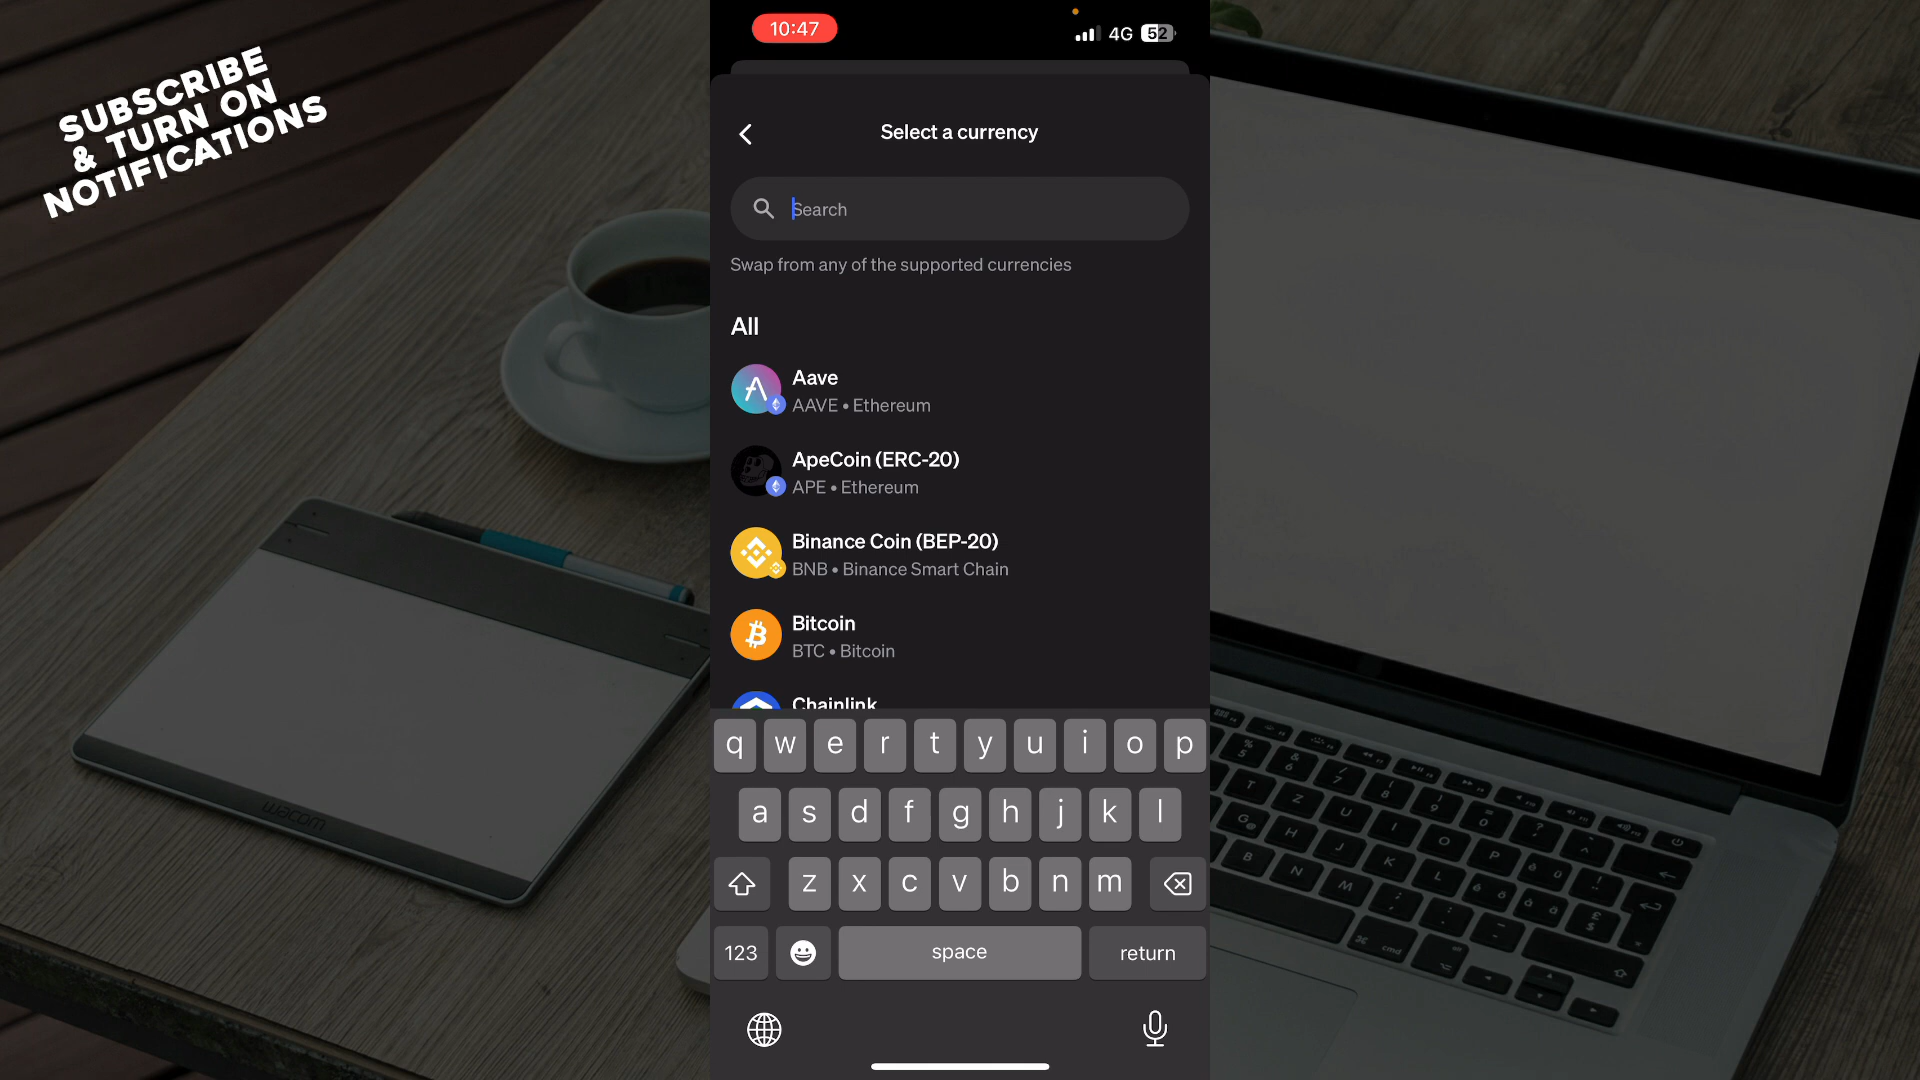 SUBSCRIBE
& TURN ON
NOTIFICATIONS
10:47
4G 52
Select a currency
Search
Swap from any of the supported currencies
All
Aave
AAVE • Ethereum
ApeCoin (ERC-20)
APE • Ethereum
Binance Coin (BEP-20)
BNB • Binance Smart Chain
Bitcoin
BTC • Bitcoin
Chainlink
q w e r t y u i o p
a s d f g h j k l
z x c v b n m
123 space return
wacom